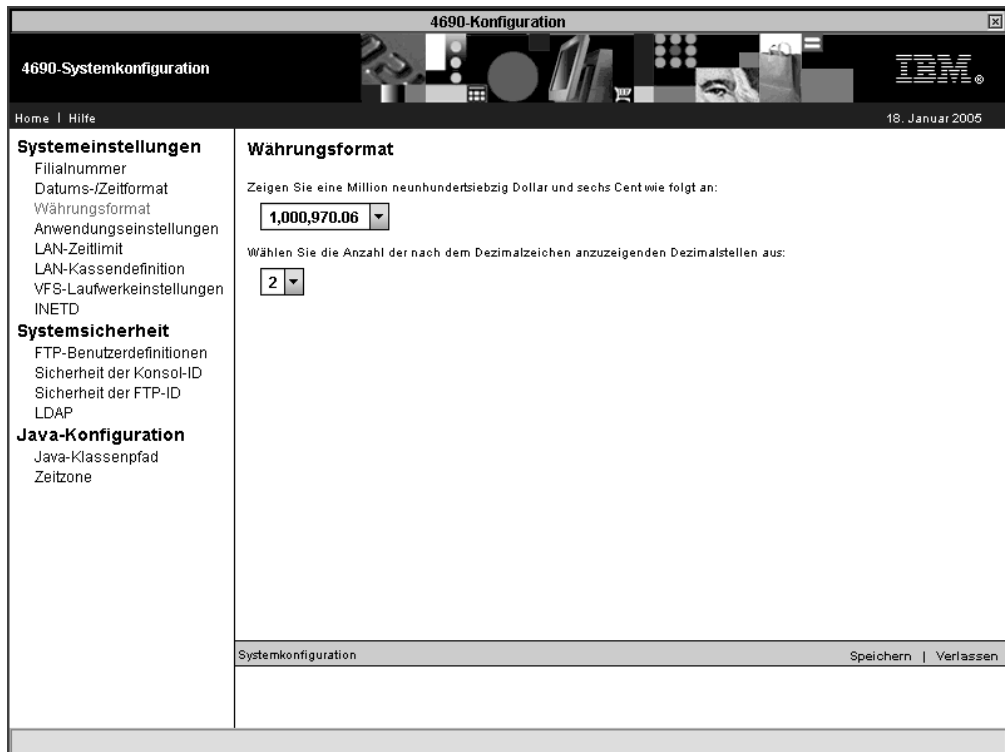 4690-Konfiguration
4690-Systemkonfiguration
IBM®
Home | Hilfe
18. Januar 2005
Systemeinstellungen
Filialnummer
Datums-/Zeitformat
Währungsformat
Anwendungseinstellungen
LAN-Zeitlimit
LAN-Kassendefinition
VFS-Laufwerkeinstellungen
INETD
Systemsicherheit
FTP-Benutzerdefinitionen
Sicherheit der Konsol-ID
Sicherheit der FTP-ID
LDAP
Java-Konfiguration
Java-Klassenpfad
Zeitzone
Währungsformat
Zeigen Sie eine Million neunhundertsiebzig Dollar und sechs Cent wie folgt an:
1,000,970.06
Wählen Sie die Anzahl der nach dem Dezimalzeichen anzuzeigenden Dezimalstellen aus:
2
Systemkonfiguration
Speichern | Verlassen